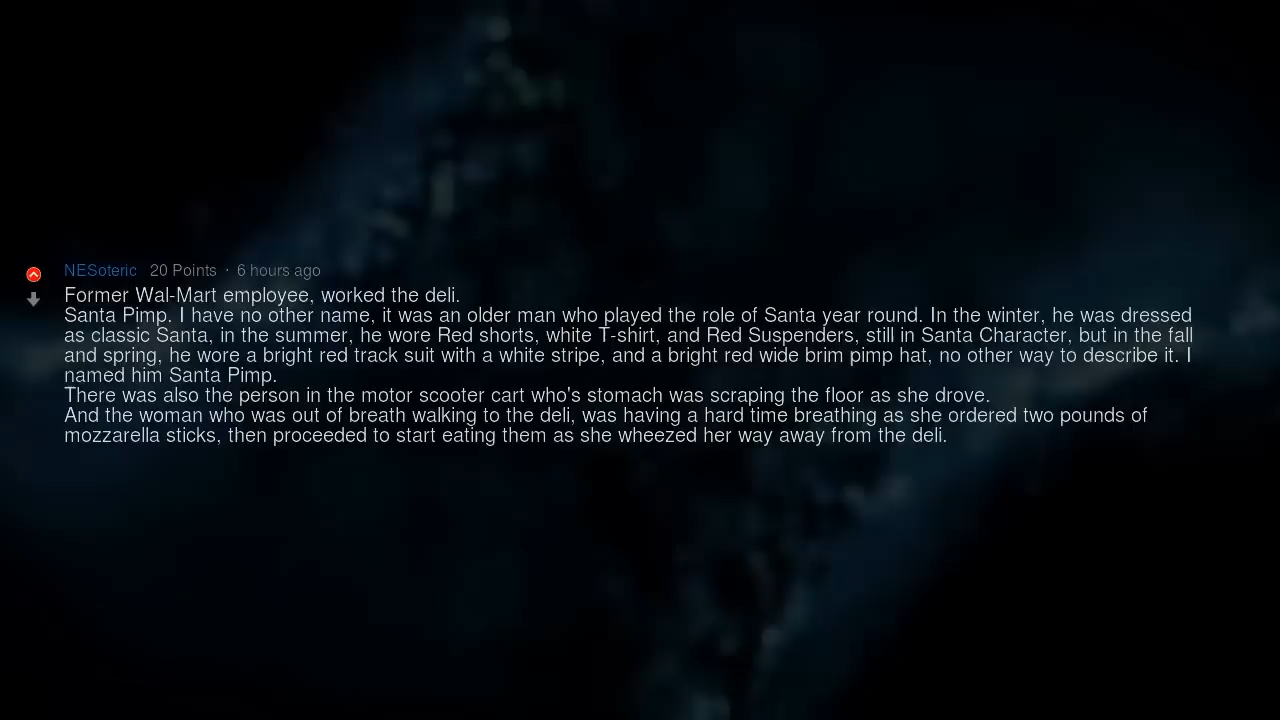 NESoteric 20 Points · 6 hours ago
Former Wal-Mart employee, worked the deli.
Santa Pimp. I have no other name, it was an older man who played the role of Santa year round. In the winter, he was dressed
as classic Santa, in the summer, he wore Red shorts, white T-shirt, and Red Suspenders, still in Santa Character, but in the fall
and spring, he wore a bright red track suit with a white stripe, and a bright red wide brim pimp hat, no other way to describe it. I
named him Santa Pimp.
There was also the person in the motor scooter cart who's stomach was scraping the floor as she drove.
And the woman who was out of breath walking to the deli, was having a hard time breathing as she ordered two pounds of
mozzarella sticks, then proceeded to start eating them as she wheezed her way away from the deli.